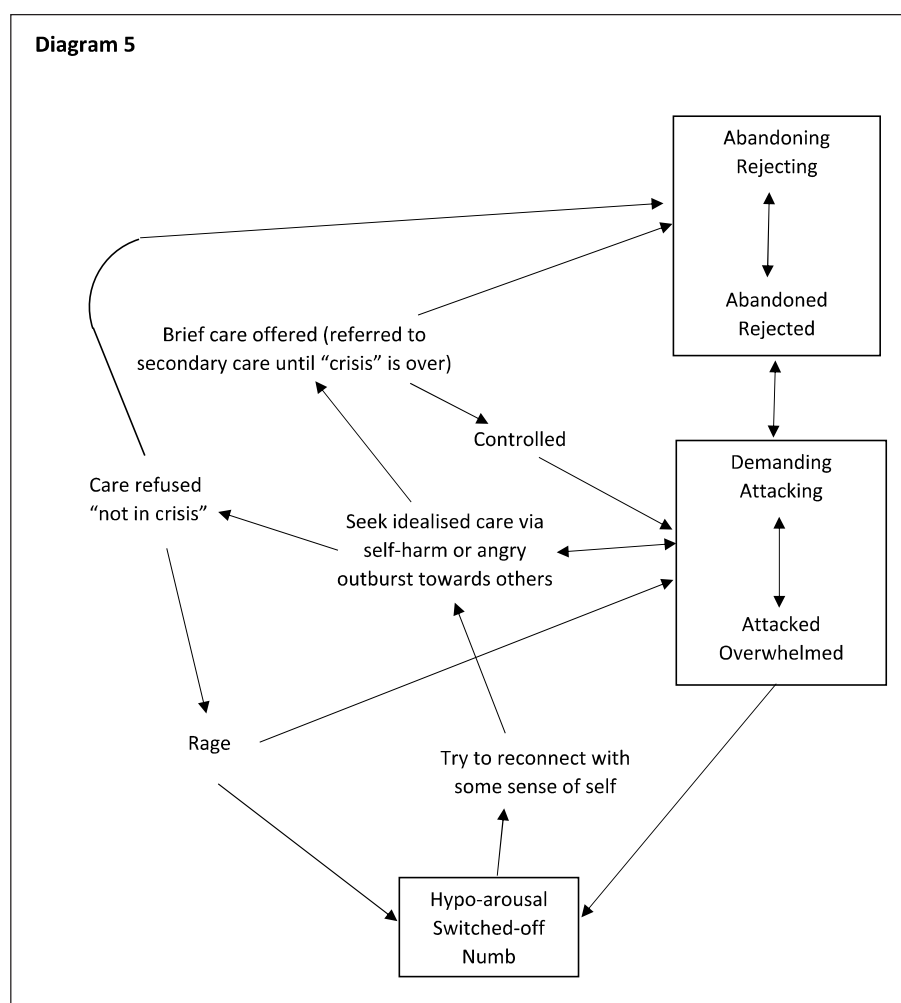 Diagram 5
Abandoning
Rejecting
Abandoned
Rejected
Brief care offered (referred to
secondary care until “crisis” is over)
Controlled
Demanding
Attacking
Care refused
“not in crisis”
Seek idealised care via
self-harm or angry
outburst towards others
Attacked
Overwhelmed
Rage
Try to reconnect with
some sense of self
Hypo-arousal
Switched-off
Numb